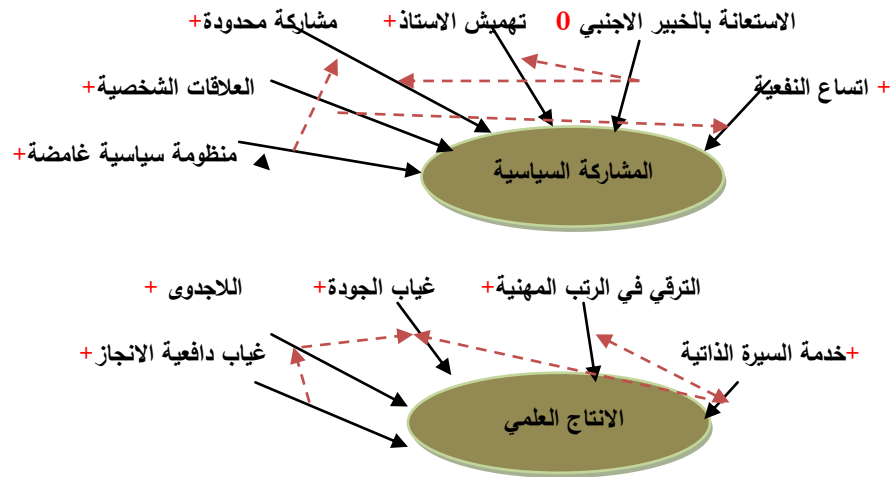 الاستعانة بالخبير الاجنبي 0
تهميش الاستاذ+
مشاركة محدودة+
+ اتساع النفعية
العلاقات الشخصية+
منظومة سياسية غامضة+
المشاركة السياسية
الترقي في الرتب المهنية+
غياب الجودة+
اللاجدوى +
+خدمة السيرة الذاتية
غياب دافعية الانجاز+
الانتاج العلمي